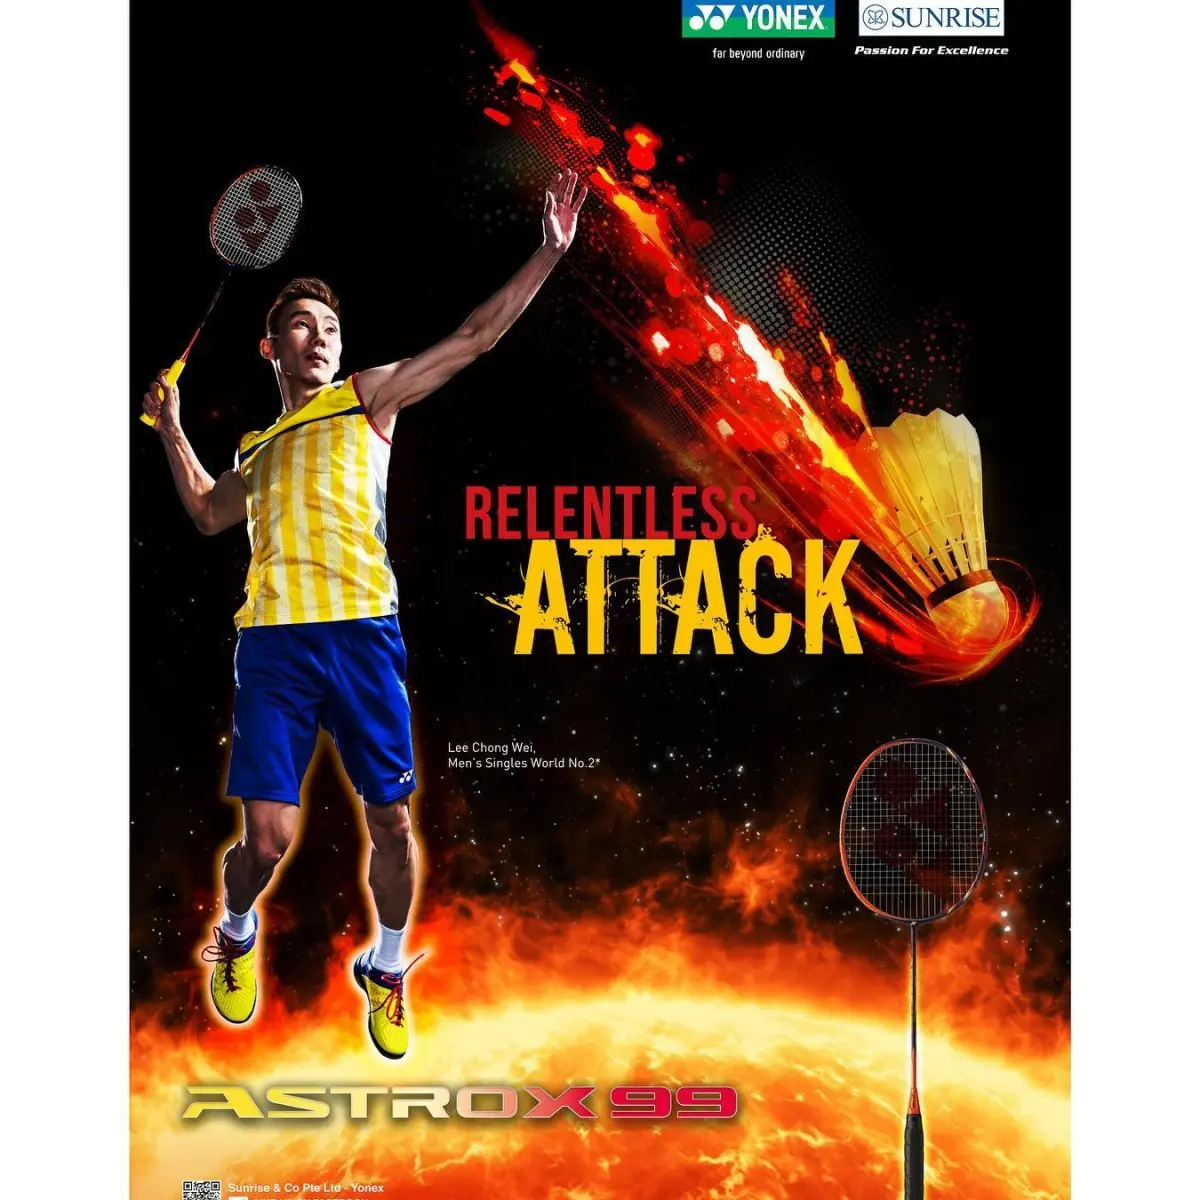 YONEX
far beyond ordinary
SUNRISE
Passion For Excellence
RELENTLESS
ATTACK
Lee Chong Wei,
Men's Singles World No.2*
ASTROX 99
Sunrise & Co Pte Ltd - Yonex